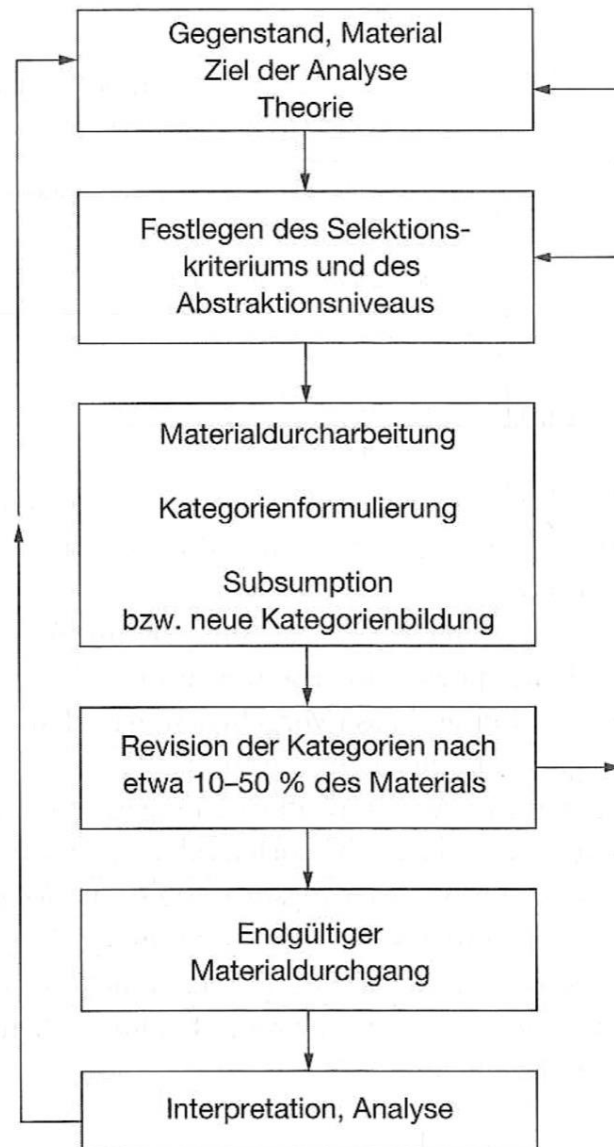 Gegenstand, Material
Ziel der Analyse
Theorie
Festlegen des Selektions-
kriteriums und des
Abstraktionsniveaus
Materialdurcharbeitung
Kategorienformulierung
Subsumption
bzw. neue Kategorienbildung
Revision der Kategorien nach
etwa 10–50 % des Materials
Endgültiger
Materialdurchgang
Interpretation, Analyse